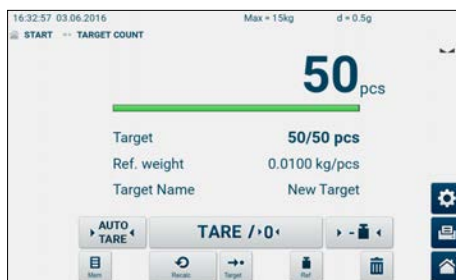 16:32:57 03.06.2016 Max = 15kg d = 0.5g
START TARGET COUNT
50 pcs
Target 50/50 pcs
Ref. weight 0.0100 kg/pcs
Target Name New Target
AUTO TARE TARE / 0 -
Mem Recalc Target Ref